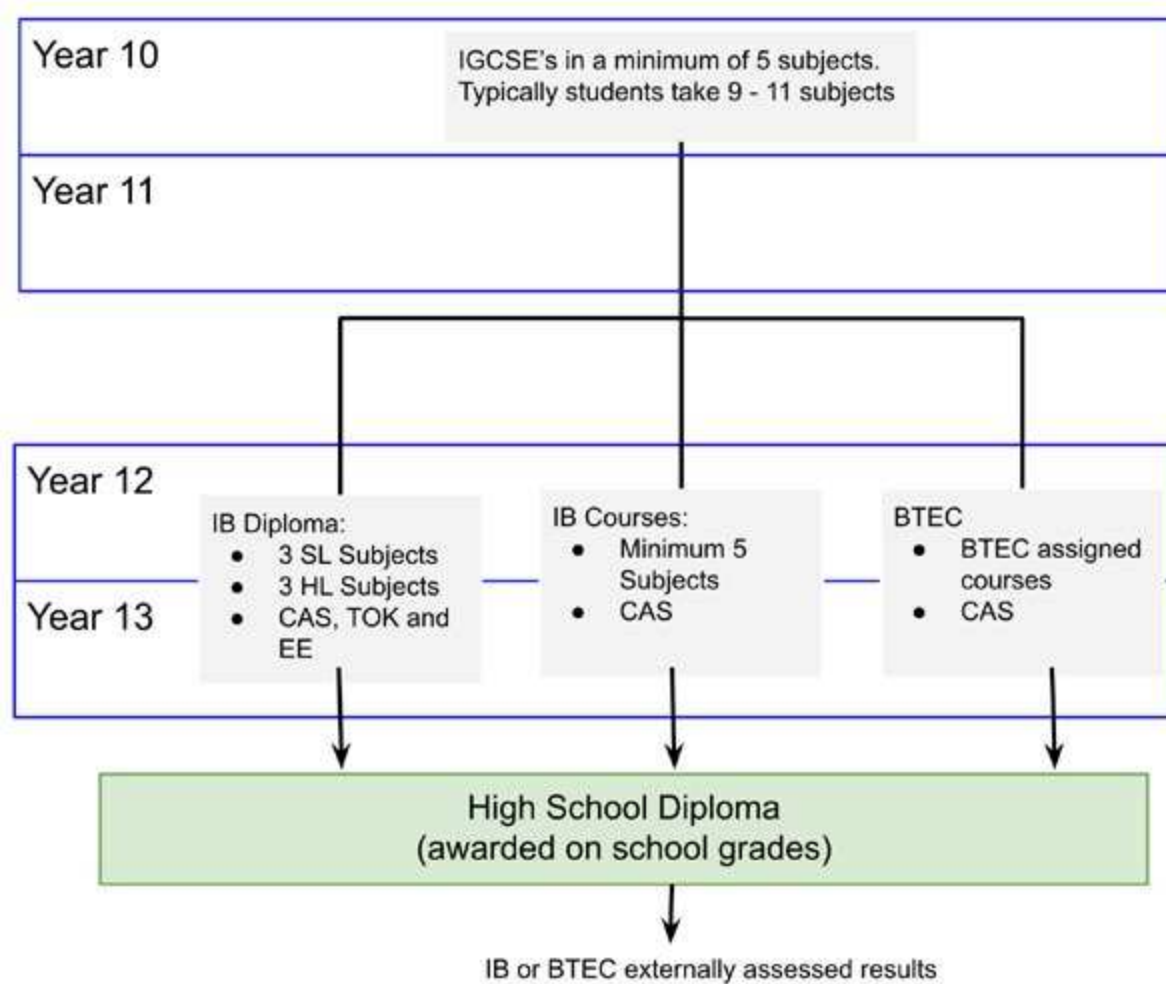 Year 10
IGCSE's in a minimum of 5 subjects.
Typically students take 9 - 11 subjects
Year 11
Year 12
IB Diploma:
● 3 SL Subjects
● 3 HL Subjects
● CAS, TOK and
EE
IB Courses:
● Minimum 5
Subjects
● CAS
BTEC
● BTEC assigned
courses
● CAS
Year 13
High School Diploma
(awarded on school grades)
IB or BTEC externally assessed results